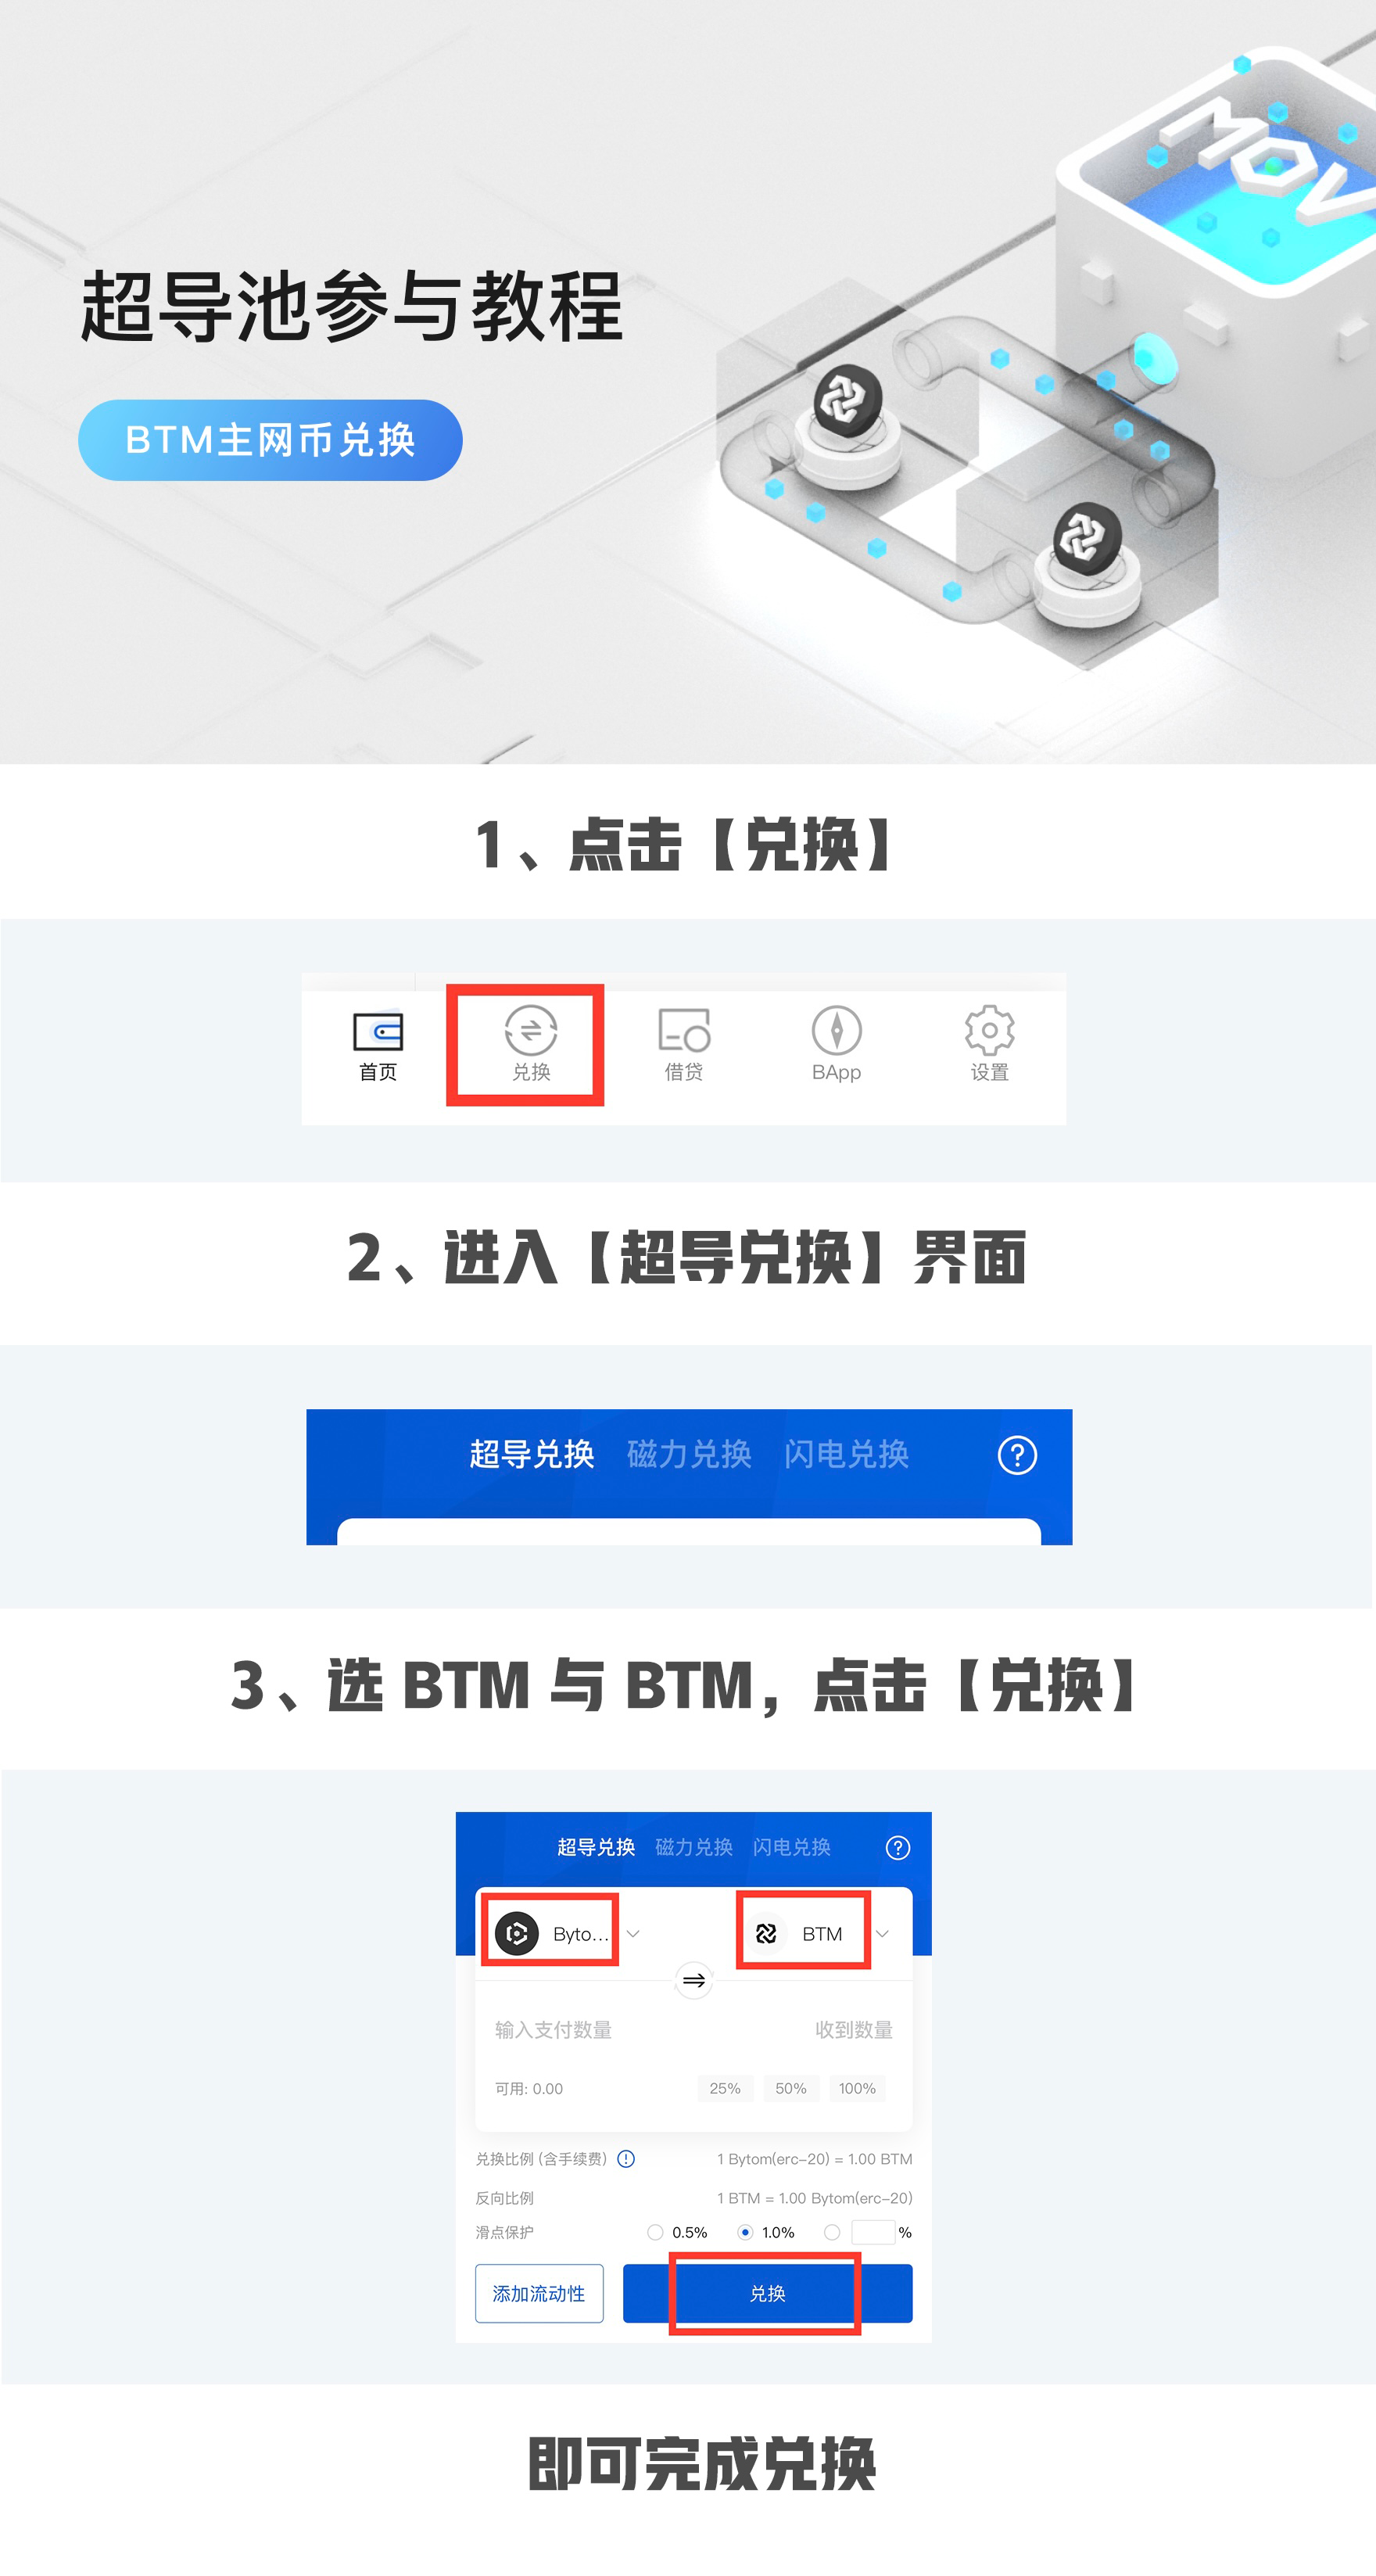 MOV
超导池参与教程
BTM主网币兑换
1、点击【兑换】
首页 兑换 借贷 BApp 设置
2、进入【超导兑换】界面
超导兑换 磁力兑换 闪电兑换 ?
3、选 BTM 与 BTM，点击【兑换】
超导兑换 磁力兑换 闪电兑换 ?
Byto... BTM
输入支付数量 收到数量
可用: 0.00 25% 50% 100%
兑换比例 (含手续费) 1 Bytom(erc-20) = 1.00 BTM
反向比例 1 BTM = 1.00 Bytom(erc-20)
滑点保护 0.5% 1.0% %
添加流动性 兑换
即可完成兑换